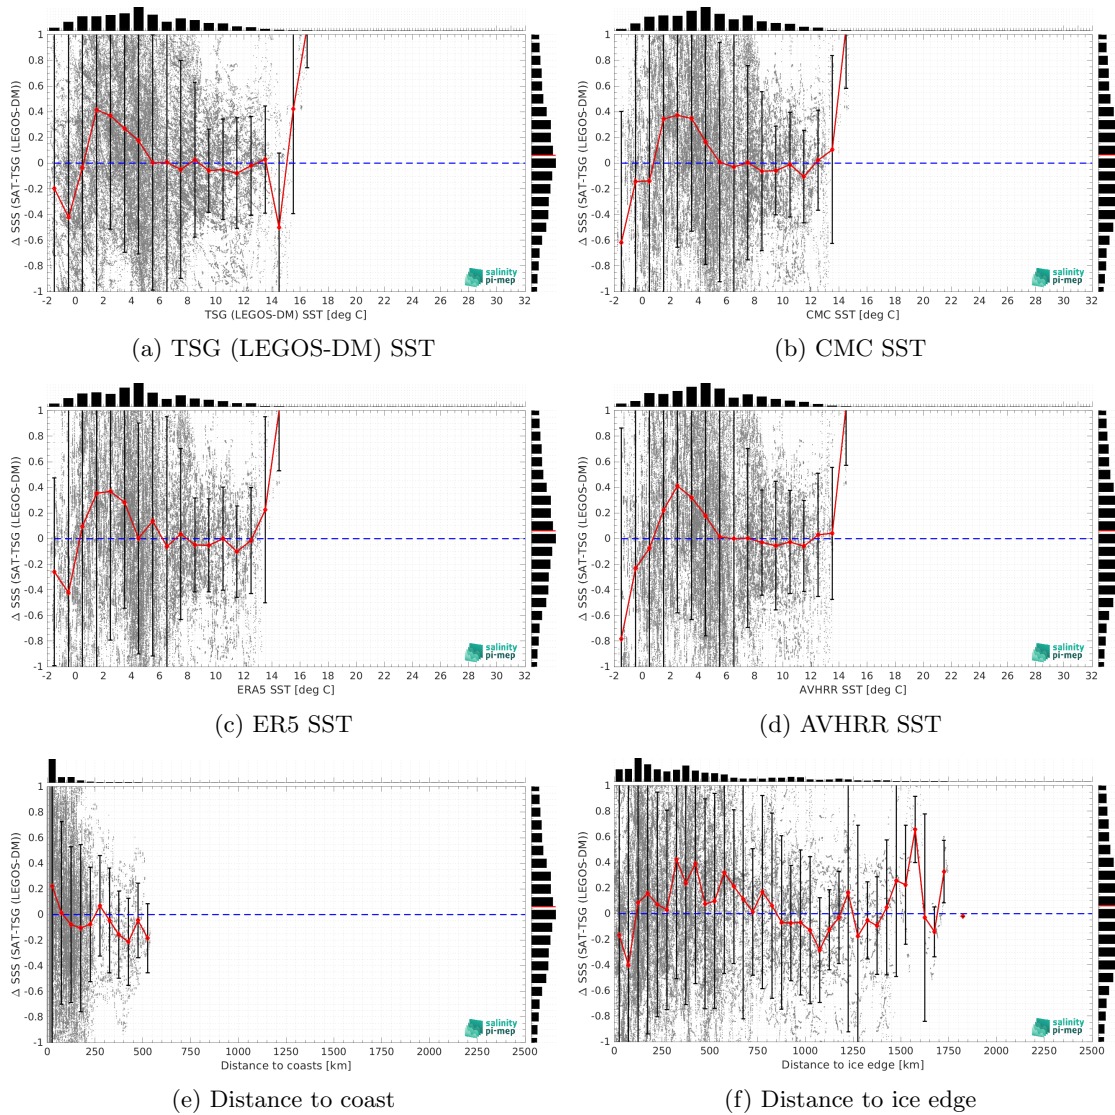 1
0.8
0.6
0.4
0.2
0
-0.2
-0.4
-0.6
-0.8
-1
Δ SSS (SAT-TSG (LEGOS-DM))
salinity
pi-mep
-2 0 2 4 6 8 10 12 14 16 18 20 22 24 26 28 30 32
TSG (LEGOS-DM) SST [deg C]
(a) TSG (LEGOS-DM) SST
1
0.8
0.6
0.4
0.2
0
-0.2
-0.4
-0.6
-0.8
-1
Δ SSS (SAT-TSG (LEGOS-DM))
salinity
pi-mep
-2 0 2 4 6 8 10 12 14 16 18 20 22 24 26 28 30 32
CMC SST [deg C]
(b) CMC SST
1
0.8
0.6
0.4
0.2
0
-0.2
-0.4
-0.6
-0.8
-1
Δ SSS (SAT-TSG (LEGOS-DM))
salinity
pi-mep
-2 0 2 4 6 8 10 12 14 16 18 20 22 24 26 28 30 32
ERA5 SST [deg C]
(c) ER5 SST
1
0.8
0.6
0.4
0.2
0
-0.2
-0.4
-0.6
-0.8
-1
Δ SSS (SAT-TSG (LEGOS-DM))
salinity
pi-mep
-2 0 2 4 6 8 10 12 14 16 18 20 22 24 26 28 30 32
AVHRR SST [deg C]
(d) AVHRR SST
1
0.8
0.6
0.4
0.2
0
-0.2
-0.4
-0.6
-0.8
-1
Δ SSS (SAT-TSG (LEGOS-DM))
salinity
pi-mep
0 250 500 750 1000 1250 1500 1750 2000 2250 2500
Distance to coasts [km]
(e) Distance to coast
1
0.8
0.6
0.4
0.2
0
-0.2
-0.4
-0.6
-0.8
-1
Δ SSS (SAT-TSG (LEGOS-DM))
salinity
pi-mep
0 250 500 750 1000 1250 1500 1750 2000 2250 2500
Distance to ice edge [km]
(f) Distance to ice edge